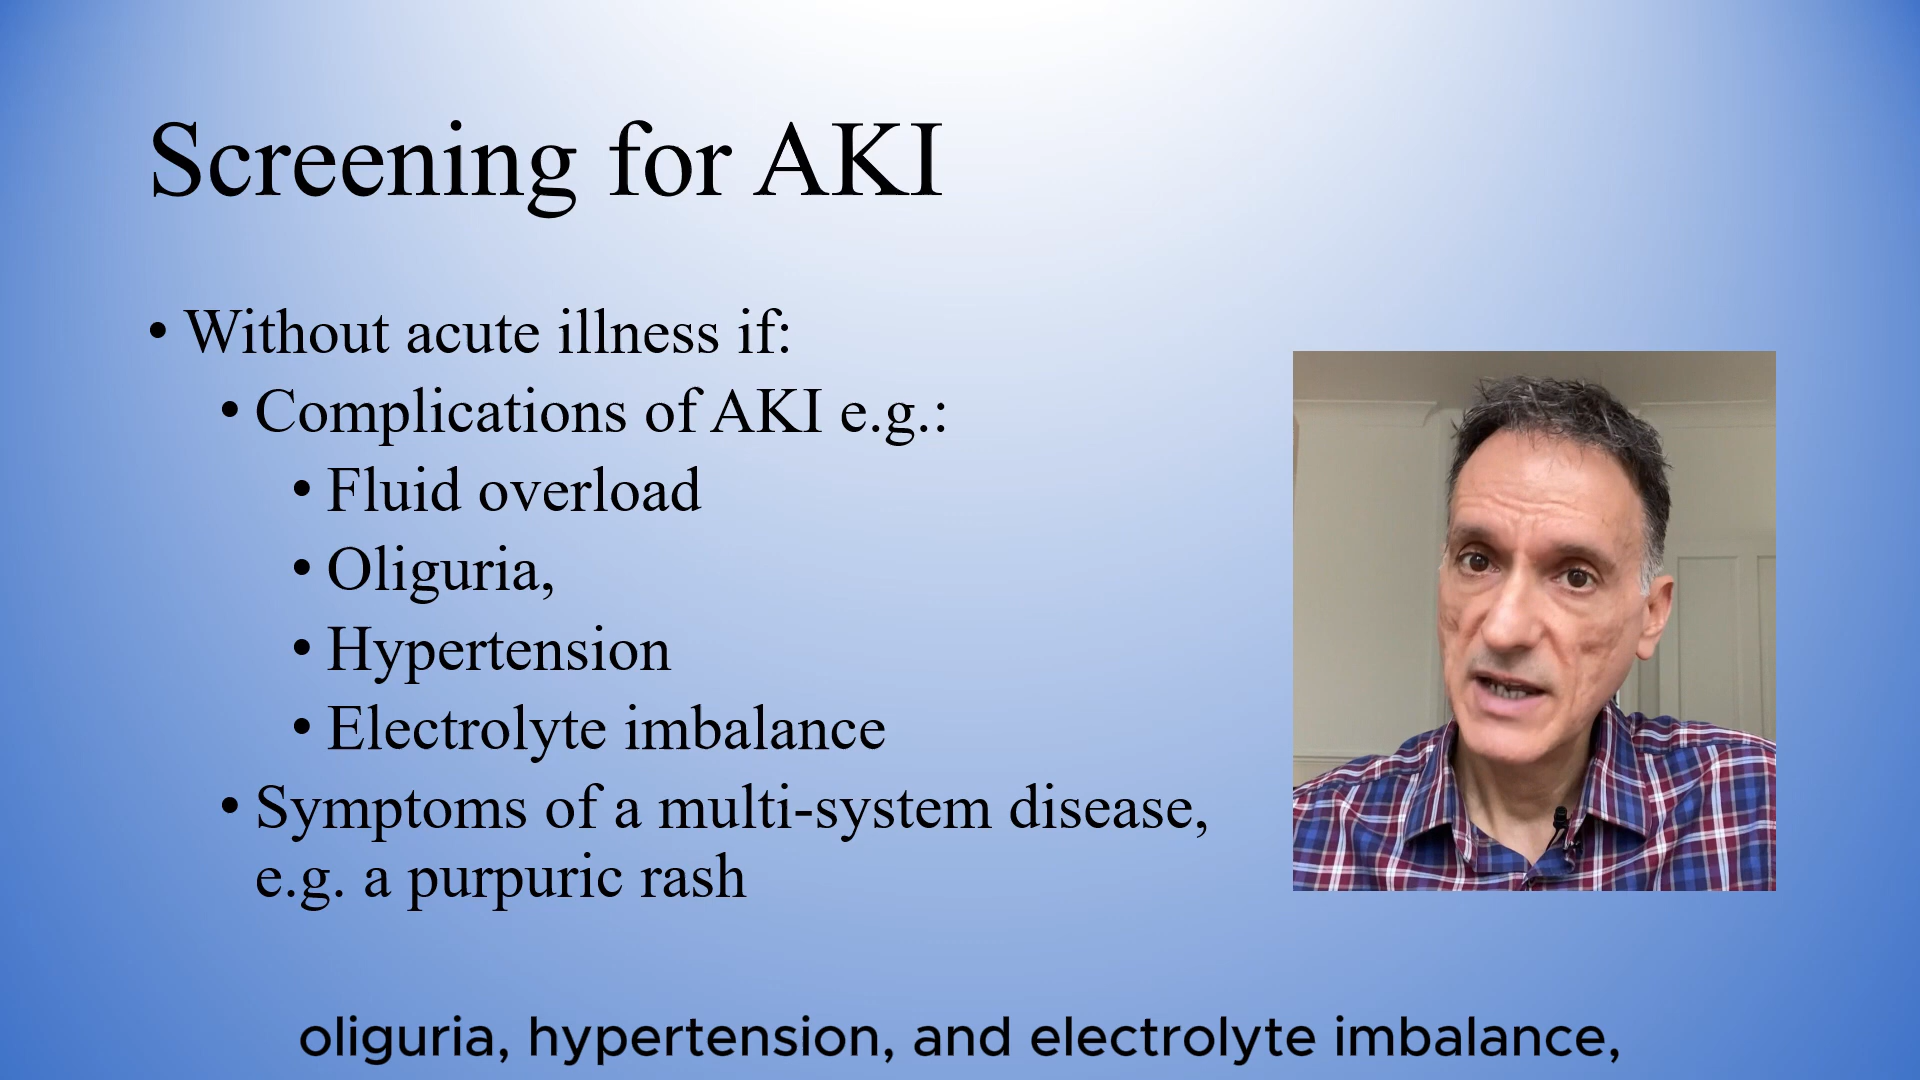 Screening for AKI
• Without acute illness if:
• Complications of AKI e.g.:
• Fluid overload
• Oliguria,
• Hypertension
• Electrolyte imbalance
• Symptoms of a multi-system disease,
e.g. a purpuric rash
oliguria, hypertension, and electrolyte imbalance,